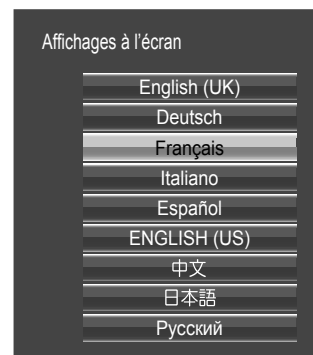 Affichages à l'écran
English (UK)
Deutsch
Français
Italiano
Español
ENGLISH (US)
中文
日本語
Русский